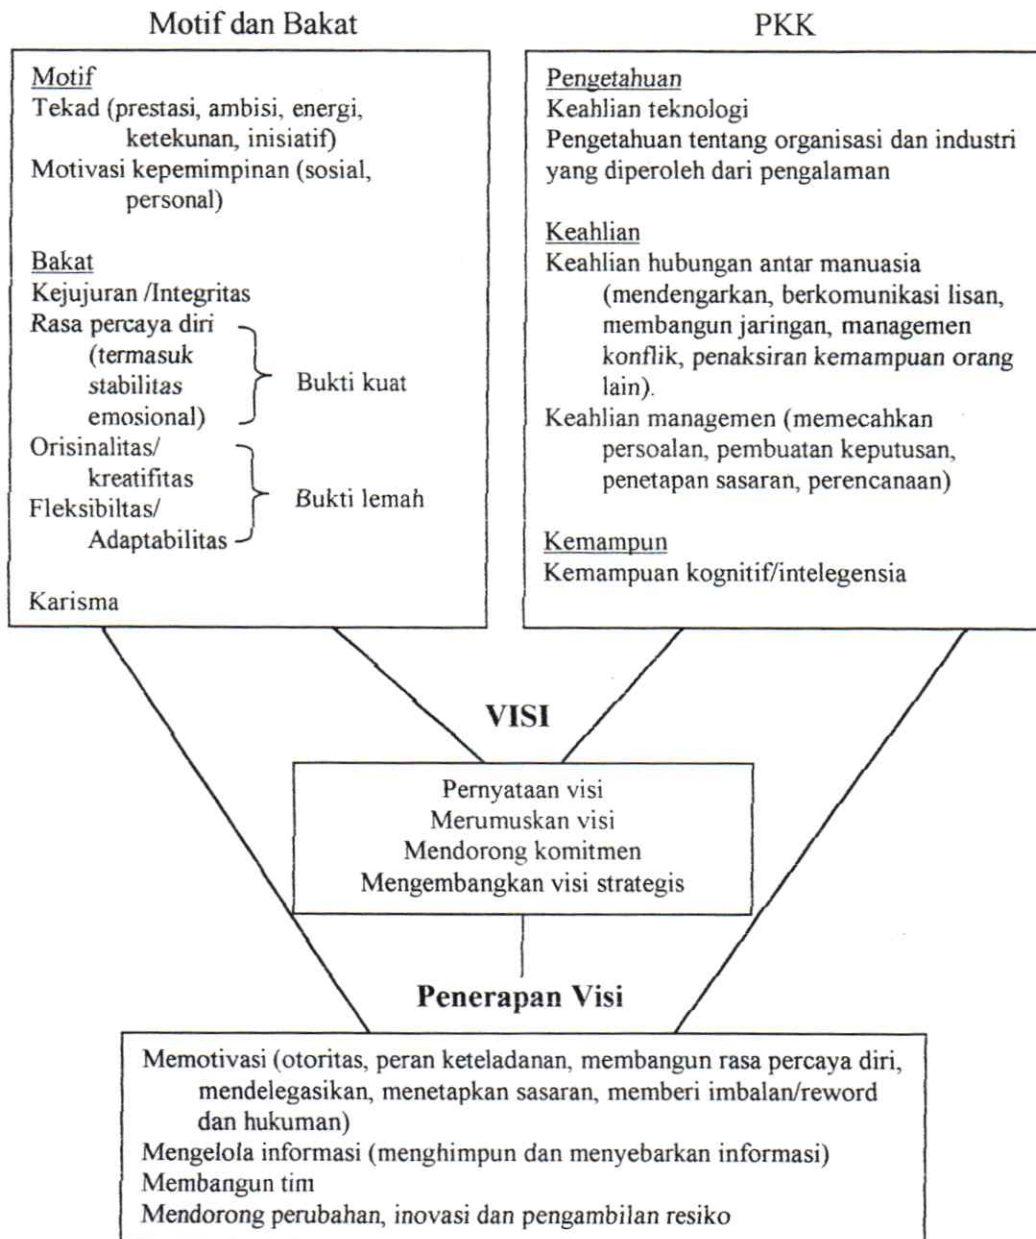 Motif dan Bakat
Motif
Tekad (prestasi, ambisi, energi,
ketekunan, inisiatif)
Motivasi kepemimpinan (sosial,
personal)
Bakat
Kejujuran /Integritas
Rasa percaya diri
(termasuk
stabilitas
emosional)
Bukti kuat
Orisinalitas/
kreatifitas
Fleksibiltas/
Adaptabilitas
Bukti lemah
Karisma
PKK
Pengetahuan
Keahlian teknologi
Pengetahuan tentang organisasi dan industri
yang diperoleh dari pengalaman
Keahlian
Keahlian hubungan antar manuasia
(mendengarkan, berkomunikasi lisan,
membangun jaringan, managemen
konflik, penaksiran kemampuan orang
lain).
Keahlian managemen (memecahkan
persoalan, pembuatan keputusan,
penetapan sasaran, perencanaan)
Kemampun
Kemampuan kognitif/intelegensia
VISI
Pernyataan visi
Merumuskan visi
Mendorong komitmen
Mengembangkan visi strategis
Penerapan Visi
Memotivasi (otoritas, peran keteladanan, membangun rasa percaya diri,
mendelegasikan, menetapkan sasaran, memberi imbalan/reword
dan hukuman)
Mengelola informasi (menghimpun dan menyebarkan informasi)
Membangun tim
Mendorong perubahan, inovasi dan pengambilan resiko